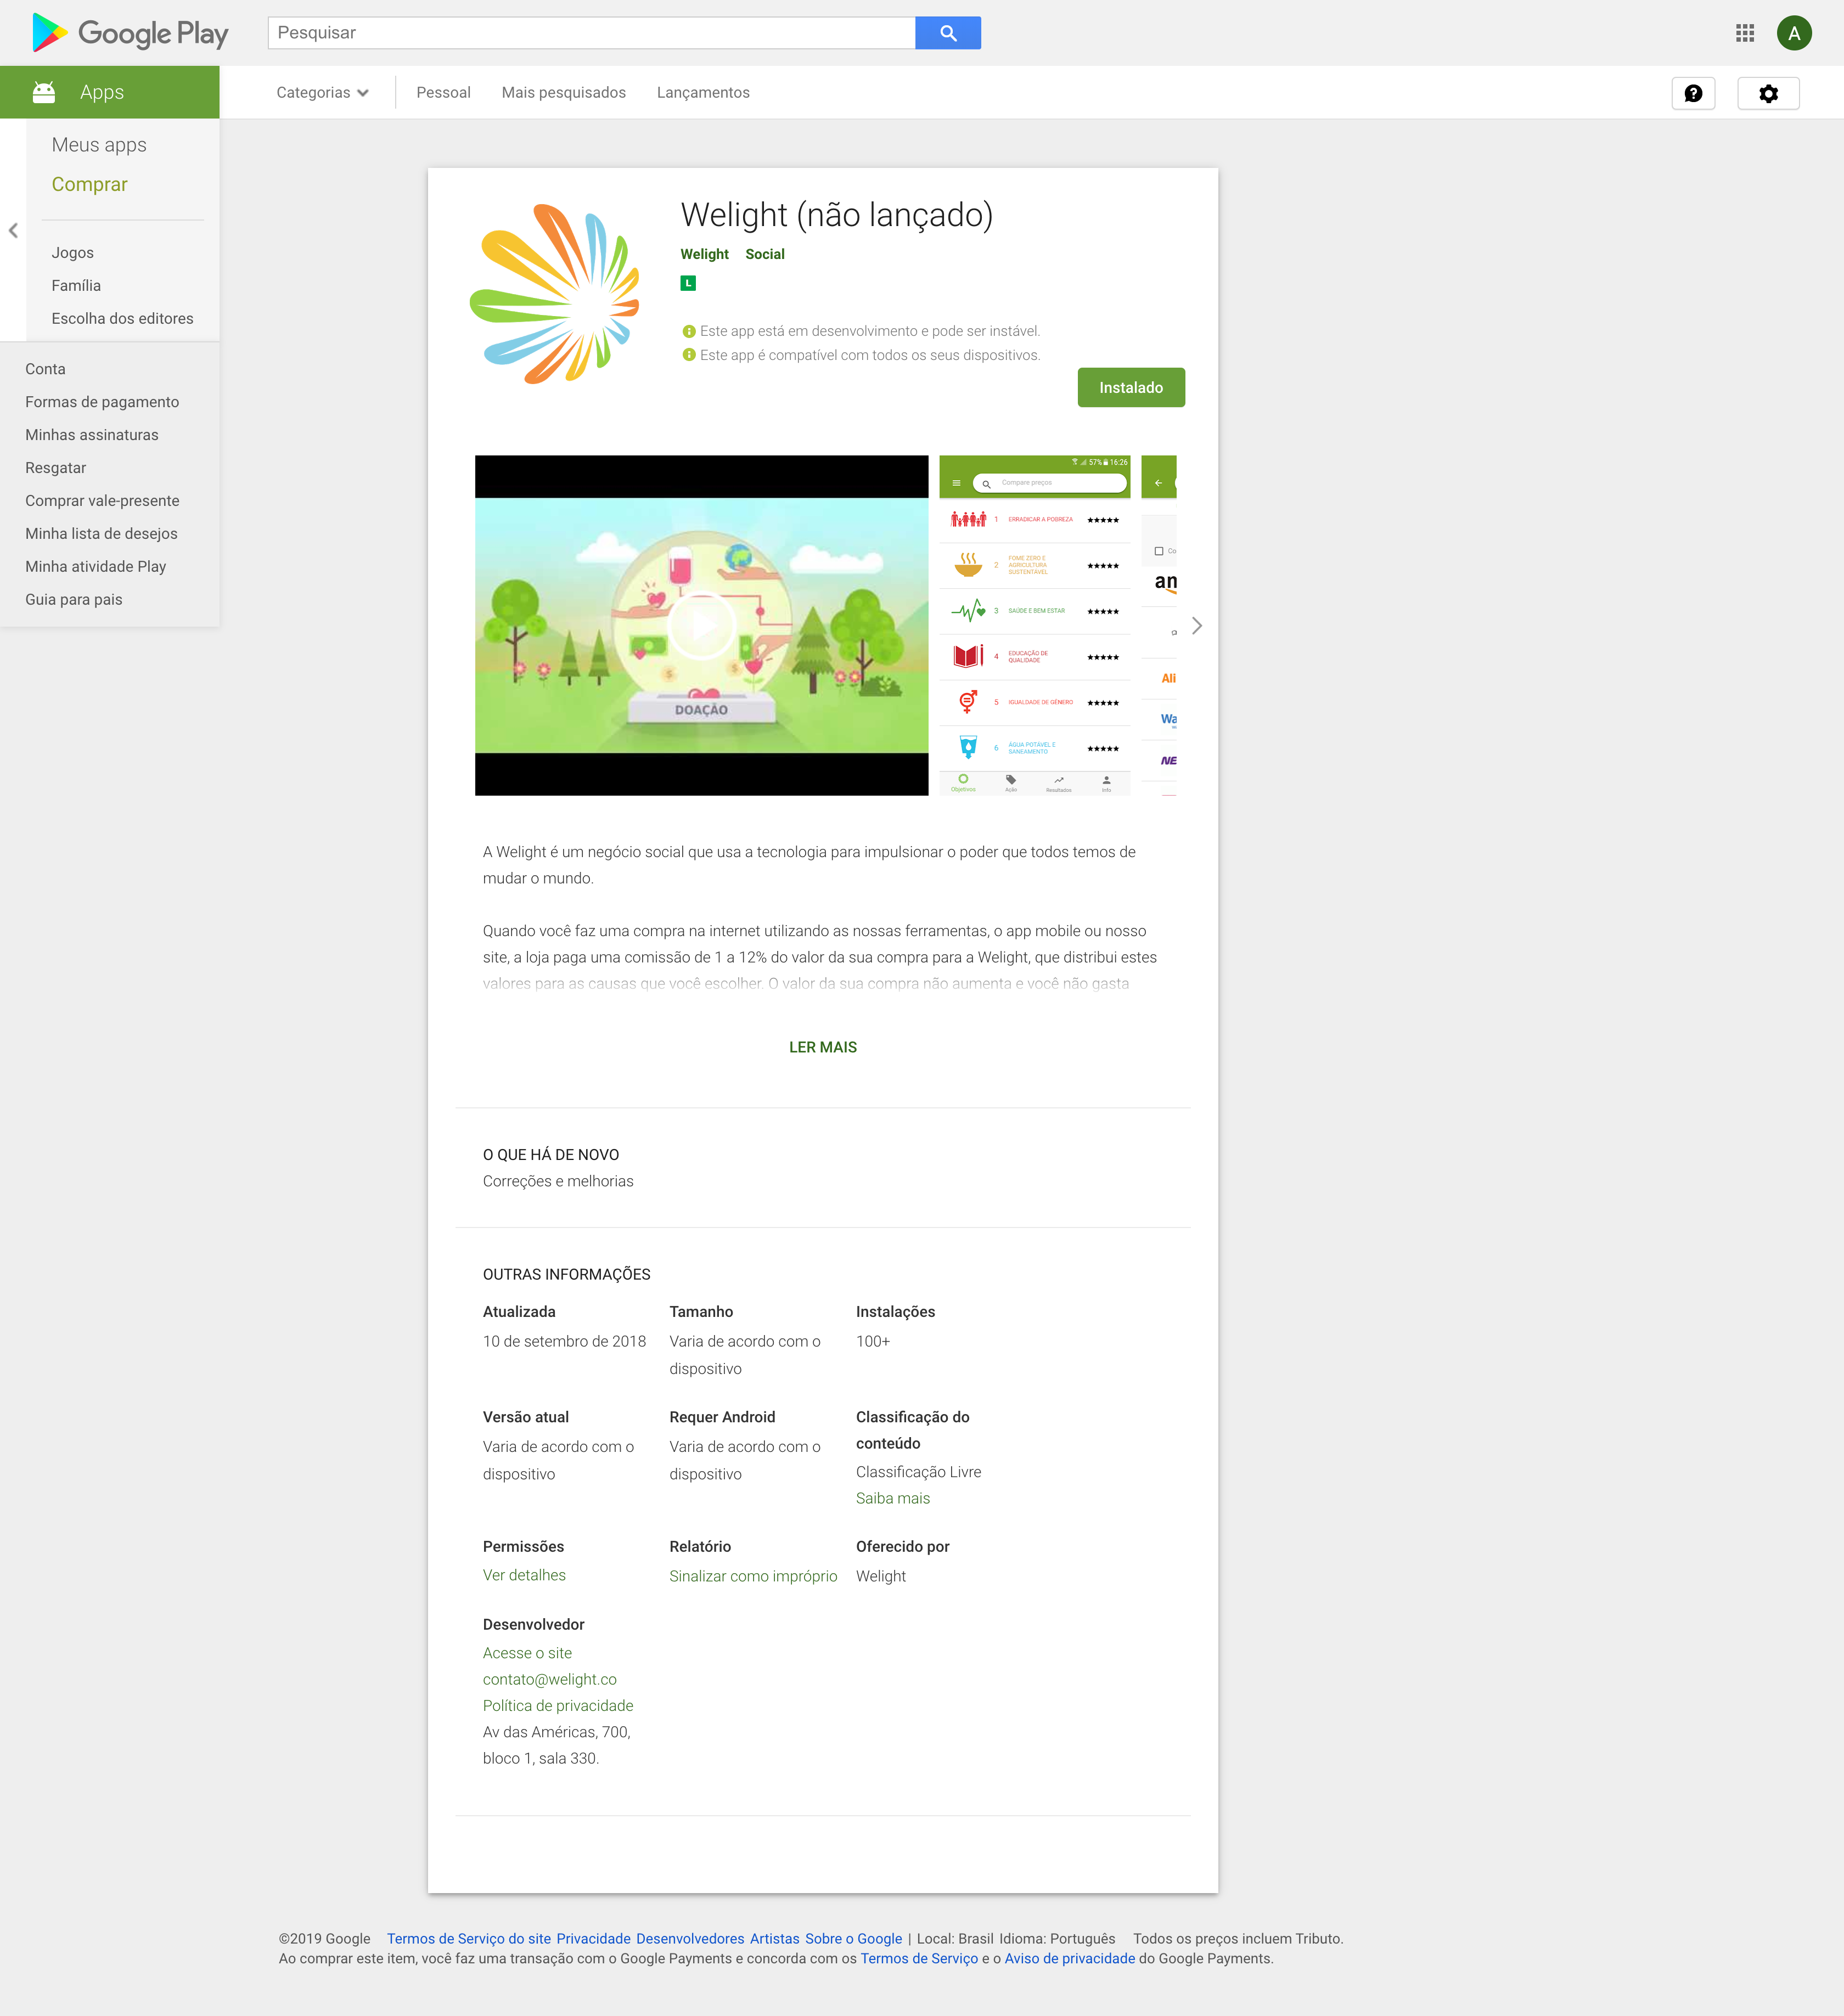 Google Play
Pesquisar
A
Apps
Categorias
Pessoal
Mais pesquisados
Lançamentos
Meus apps
Comprar
Jogos
Família
Escolha dos editores
Conta
Formas de pagamento
Minhas assinaturas
Resgatar
Comprar vale-presente
Minha lista de desejos
Minha atividade Play
Guia para pais
Welight (não lançado)
Welight Social
L
Este app está em desenvolvimento e pode ser instável.
Este app é compatível com todos os seus dispositivos.
Instalado
DOAÇÃO
57% 16:26
Compare preços
1 ERRADICAR A POBREZA
2 FOME ZERO E
AGRICULTURA
SUSTENTÁVEL
3 SAÚDE E BEM ESTAR
4 EDUCAÇÃO DE
QUALIDADE
5 IGUALDADE DE GÊNERO
6 ÁGUA POTÁVEL E
SANEAMENTO
Objetivos
Ação
Resultados
Info
Co
am
Ali
Wa
NE
A Welight é um negócio social que usa a tecnologia para impulsionar o poder que todos temos de
mudar o mundo.
Quando você faz uma compra na internet utilizando as nossas ferramentas, o app mobile ou nosso
site, a loja paga uma comissão de 1 a 12% do valor da sua compra para a Welight, que distribui estes
valores para as causas que você escolher. O valor da sua compra não aumenta e você não gasta
LER MAIS
O QUE HÁ DE NOVO
Correções e melhorias
OUTRAS INFORMAÇÕES
Atualizada
10 de setembro de 2018
Tamanho
Varia de acordo com o
dispositivo
Instalações
100+
Versão atual
Varia de acordo com o
dispositivo
Requer Android
Varia de acordo com o
dispositivo
Classificação do
conteúdo
Classificação Livre
Saiba mais
Permissões
Ver detalhes
Relatório
Sinalizar como impróprio
Oferecido por
Welight
Desenvolvedor
Acesse o site
contato@welight.co
Política de privacidade
Av das Américas, 700,
bloco 1, sala 330.
©2019 Google Termos de Serviço do site Privacidade Desenvolvedores Artistas Sobre o Google | Local: Brasil Idioma: Português Todos os preços incluem Tributo.
Ao comprar este item, você faz uma transação com o Google Payments e concorda com os Termos de Serviço e o Aviso de privacidade do Google Payments.